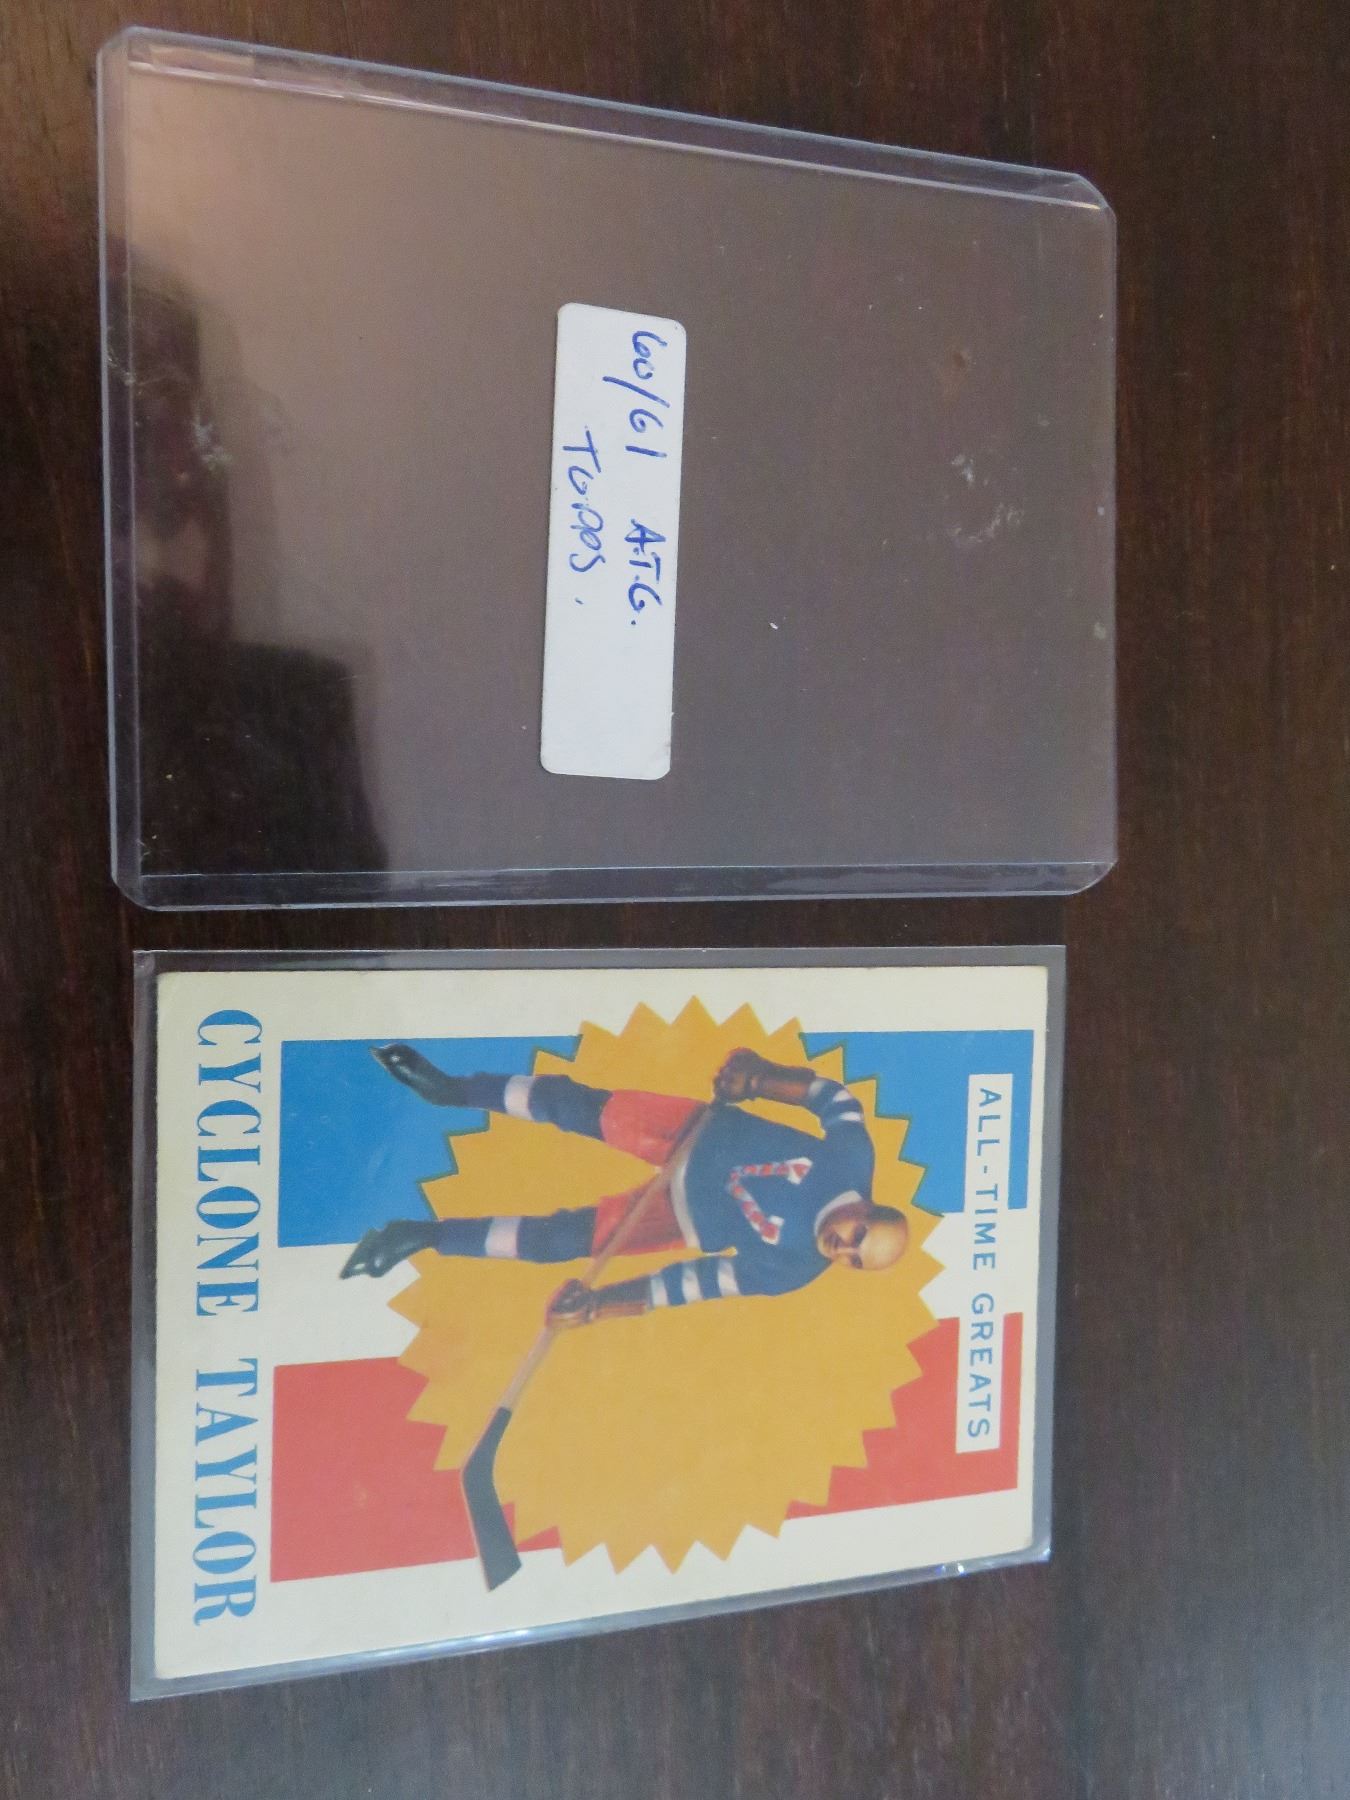 60/61 A.T.G.
TOPPS.
ALL-TIME GREATS
CYCLONE TAYLOR